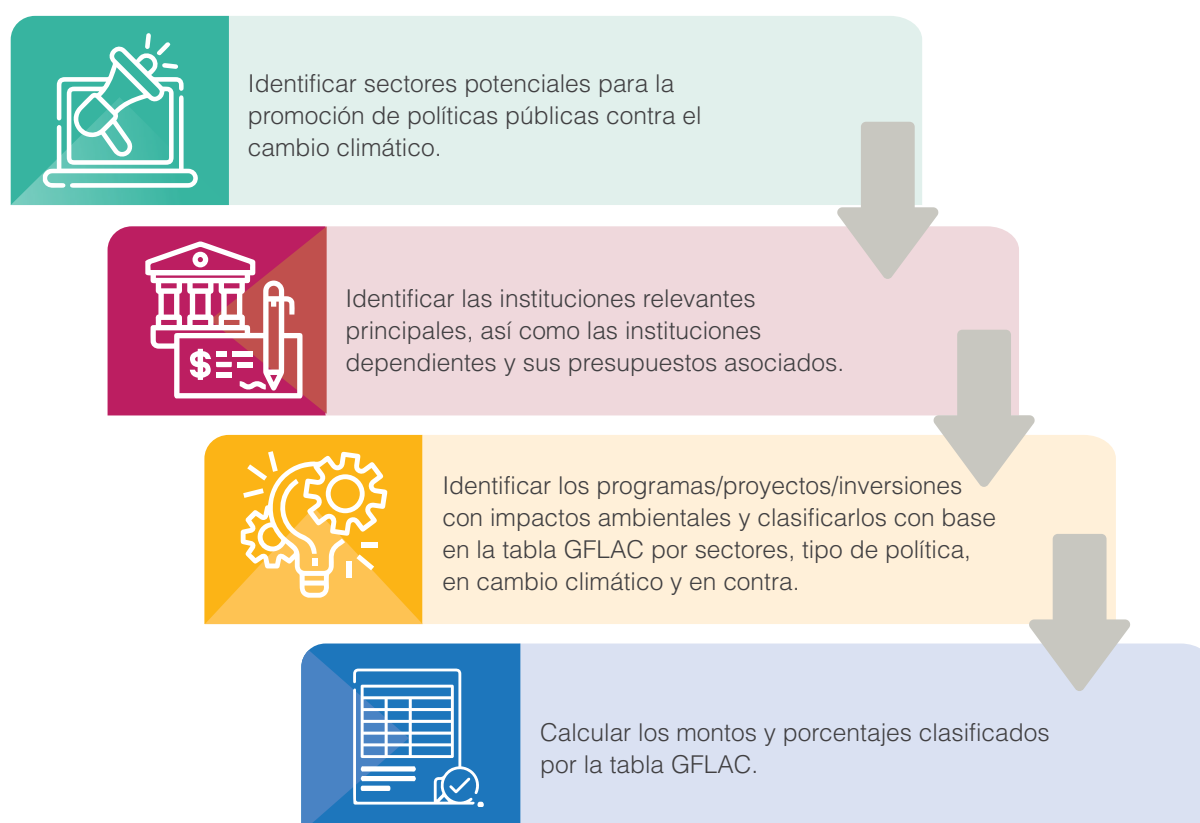 Identificar sectores potenciales para la
promoción de políticas públicas contra el
cambio climático.
Identificar las instituciones relevantes
principales, así como las instituciones
dependientes y sus presupuestos asociados.
$
Identificar los programas/proyectos/inversiones
con impactos ambientales y clasificarlos con base
en la tabla GFLAC por sectores, tipo de política,
en cambio climático y en contra.
Calcular los montos y porcentajes clasificados
por la tabla GFLAC.